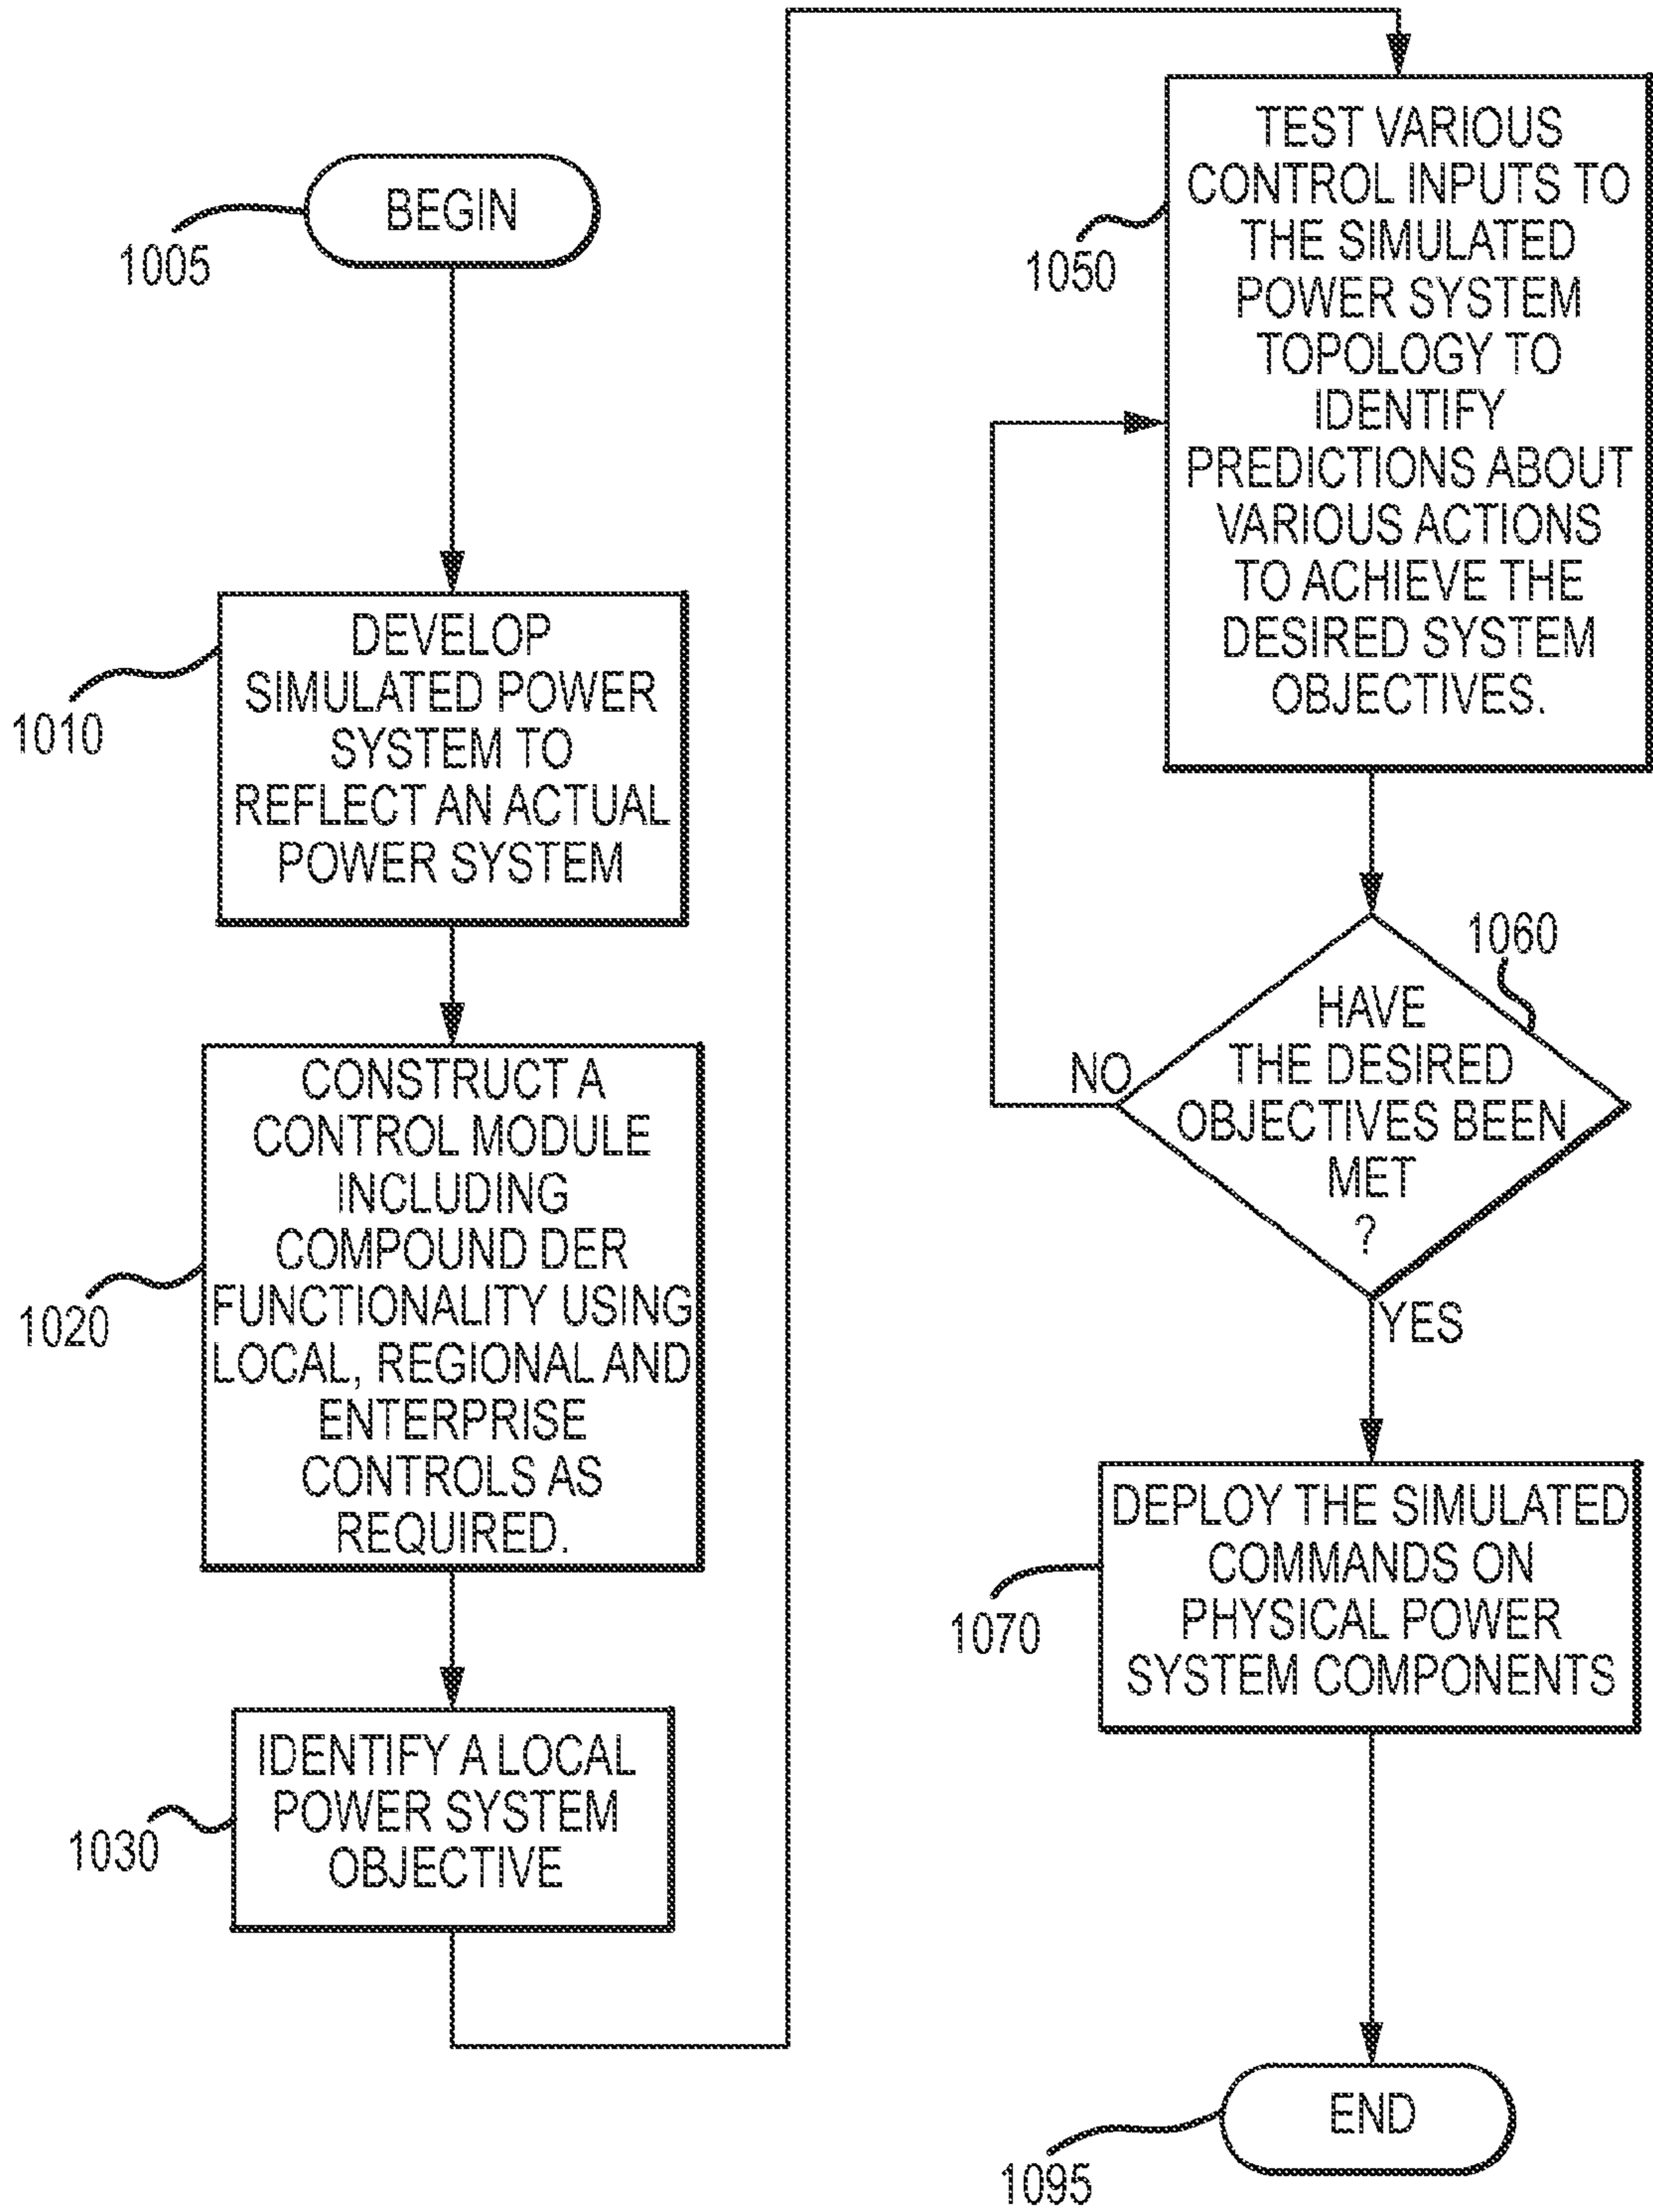 BEGIN
1005
DEVELOP
SIMULATED POWER
SYSTEM TO
REFLECT AN ACTUAL
POWER SYSTEM
1010
CONSTRUCT A
CONTROL MODULE
INCLUDING
COMPOUND DER
FUNCTIONALITY USING
LOCAL, REGIONAL AND
ENTERPRISE
CONTROLS AS
REQUIRED.
1020
IDENTIFY A LOCAL
POWER SYSTEM
OBJECTIVE
1030
TEST VARIOUS
CONTROL INPUTS TO
THE SIMULATED
POWER SYSTEM
TOPOLOGY TO
IDENTIFY
PREDICTIONS ABOUT
VARIOUS ACTIONS
TO ACHIEVE THE
DESIRED SYSTEM
OBJECTIVES.
1050
1060
HAVE
THE DESIRED
OBJECTIVES BEEN
MET
?
NO
YES
DEPLOY THE SIMULATED
COMMANDS ON
PHYSICAL POWER
SYSTEM COMPONENTS
1070
END
1095